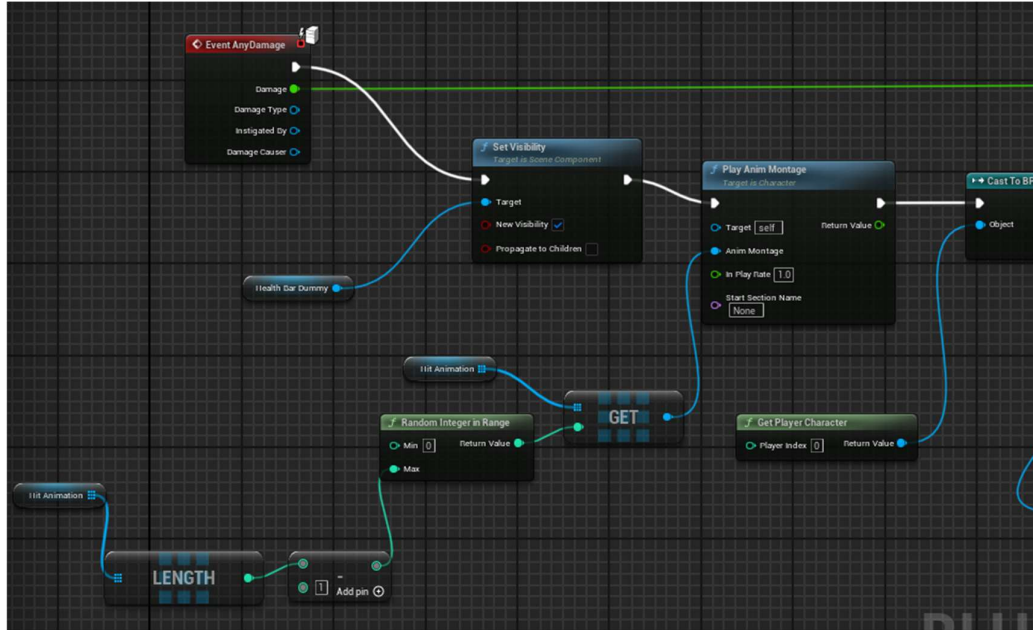 Event AnyDamage
Damage
Damage Type
Instigated By
Damage Causer
Set Visibility
Target is Scene Component
Target
New Visibility
Propagate to Children
Health Bar Dummy
Play Anim Montage
Target is Character
Target self
Return Value
Anim Montage
In Play Rate 1.0
Start Section Name
None
Cast To BP
Object
Hit Animation
GET
Random Integer in Range
Min 0
Return Value
Max
Get Player Character
Player Index 0
Return Value
Hit Animation
LENGTH
-
1
Add pin